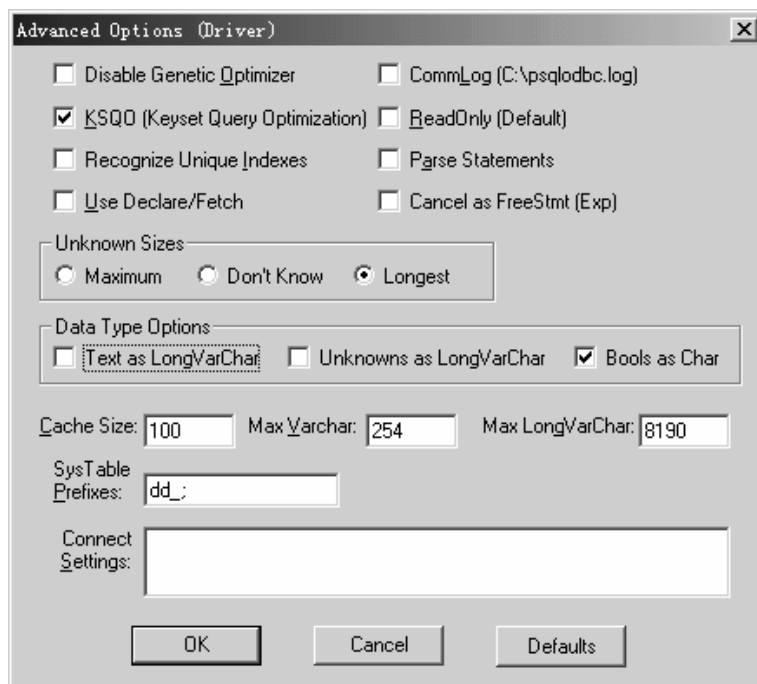 Advanced Options (Driver)
Disable Genetic Optimizer
CommLog (C:\psqlodbc.log)
KSQO (Keyset Query Optimization)
ReadOnly (Default)
Recognize Unique Indexes
Parse Statements
Use Declare/Fetch
Cancel as FreeStmt (Exp)
Unknown Sizes
Maximum
Don't Know
Longest
Data Type Options
Text as LongVarChar
Unknowns as LongVarChar
Bools as Char
Cache Size: 100
Max Varchar: 254
Max LongVarChar: 8190
SysTable
Prefixes:
dd_;
Connect
Settings:
OK
Cancel
Defaults